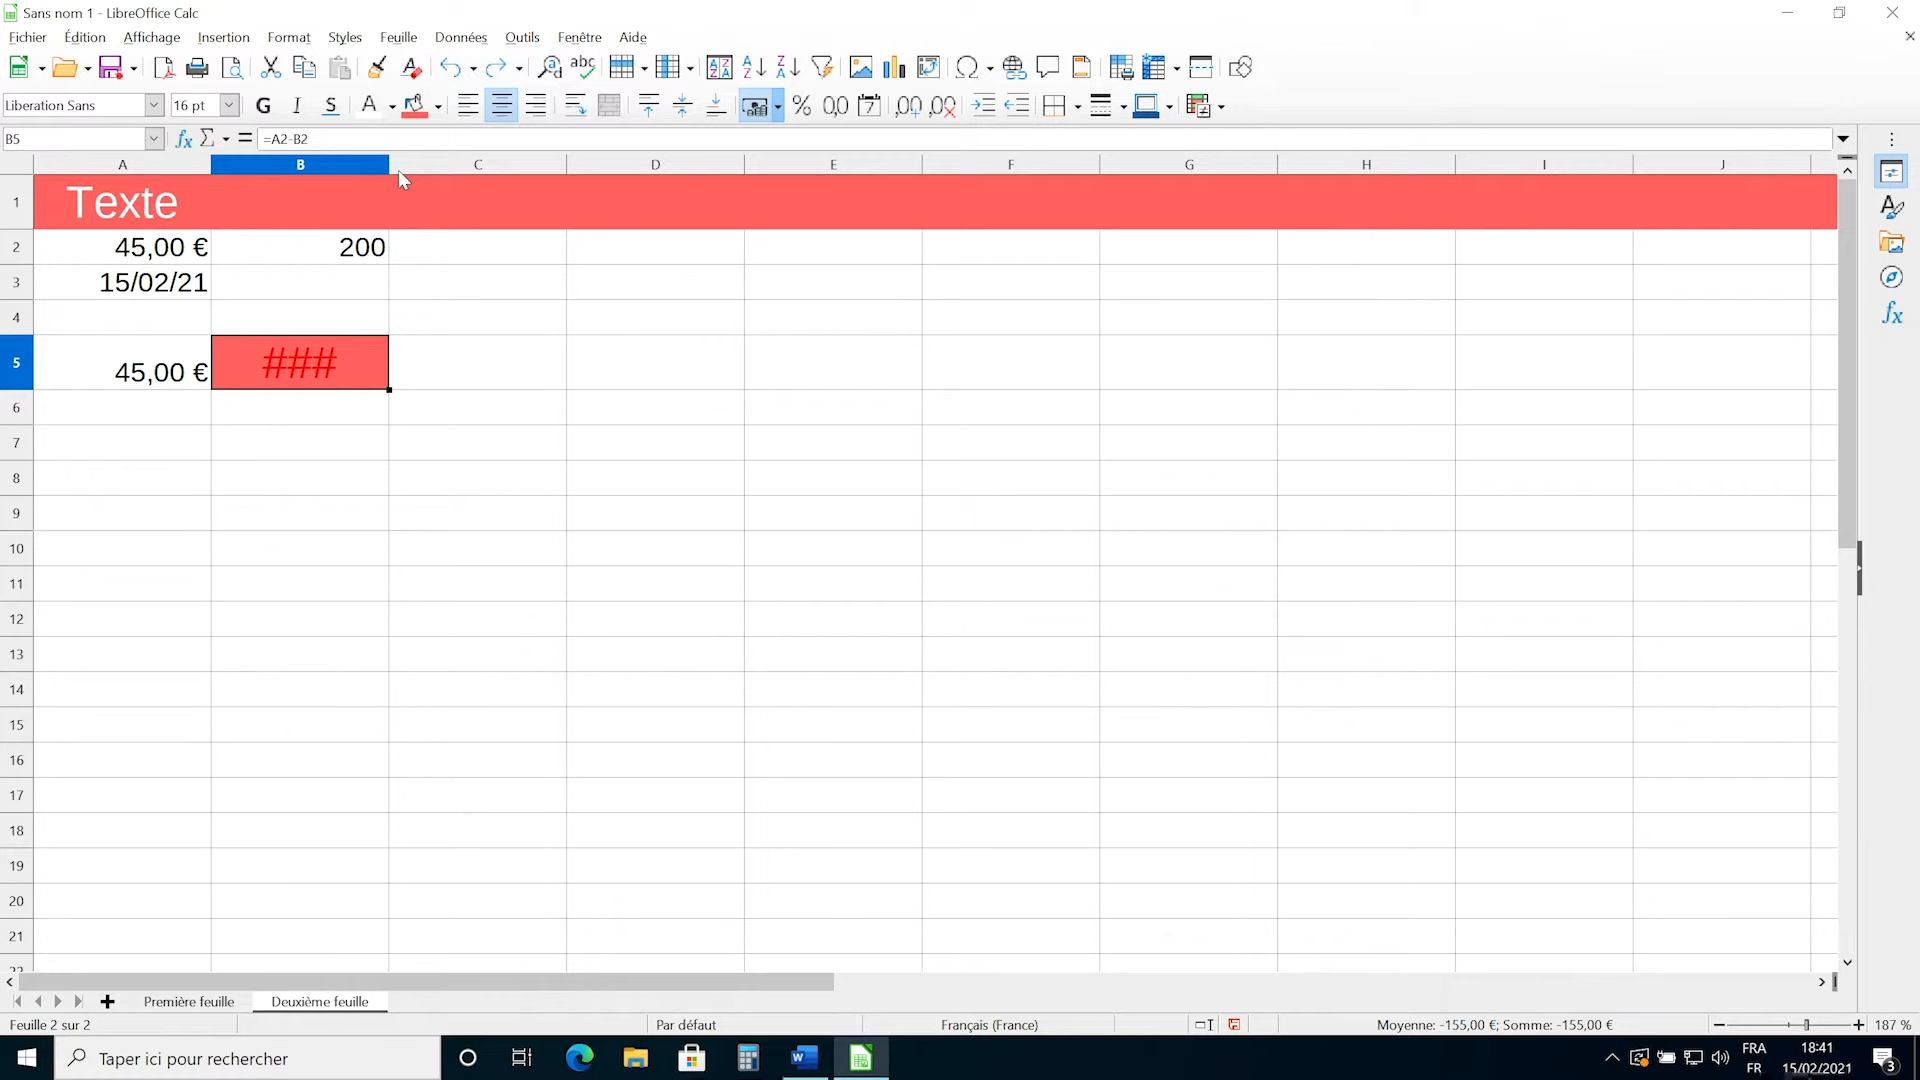 Sans nom 1 - LibreOffice Calc
Fichier Édition Affichage Insertion Format Styles Feuille Données Outils Fenêtre Aide
Liberation Sans 16 pt G I S
B5 =A2-B2
A B C D E F G H I J
1 Texte
2 45,00 € 200
3 15/02/21
4
5 45,00 € ###
6
7
8
9
10
11
12
13
14
15
16
17
18
19
20
21
22
Première feuille Deuxième feuille
Feuille 2 sur 2 Par défaut Français (France) Moyenne: -155,00 €; Somme: -155,00 € 187 %
Taper ici pour rechercher
FRA 18:41
FR 15/02/2021 3